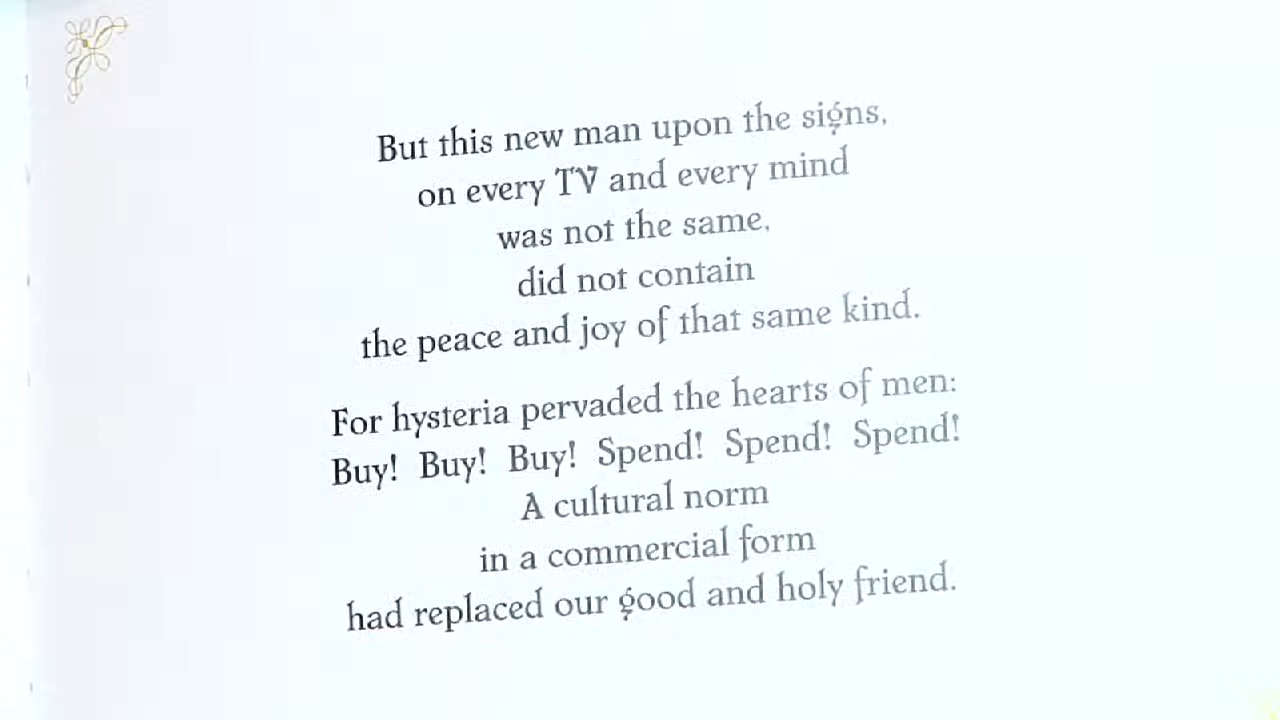 But this new man upon the signs,
on every TV and every mind
was not the same,
did not contain
the peace and joy of that same kind.
For hysteria pervaded the hearts of men:
Buy! Buy! Buy! Spend! Spend! Spend!
A cultural norm
in a commercial form
had replaced our good and holy friend.